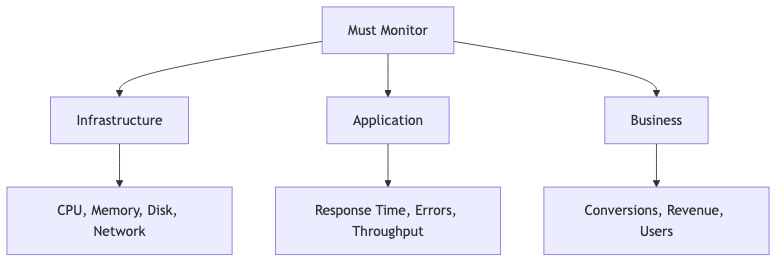 Must Monitor
Infrastructure
Application
Business
CPU, Memory, Disk,
Network
Response Time, Errors,
Throughput
Conversions, Revenue,
Users